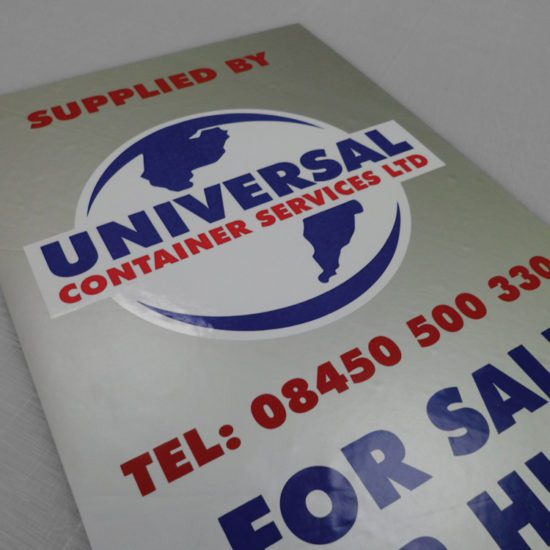 SUPPLIED BY
UNIVERSAL
CONTAINER SERVICES LTD
TEL: 08450 500 330
FOR SAL